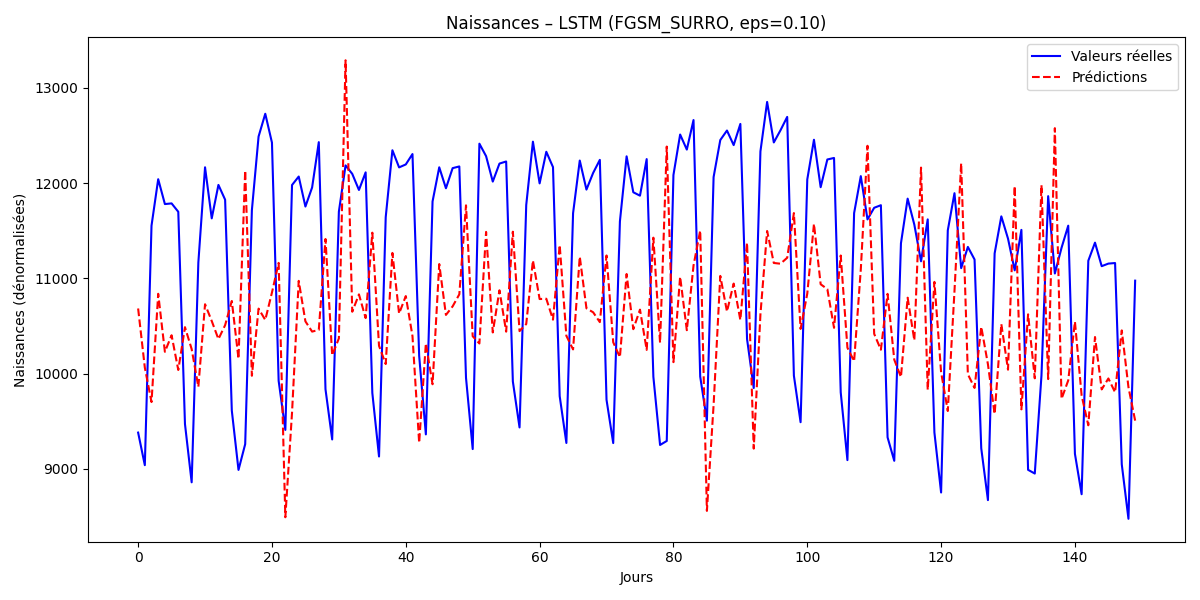 Naissances – LSTM (FGSM_SURRO, eps=0.10)
Valeurs réelles
Prédictions
Naissances (dénormalisées)
13000
12000
11000
10000
9000
0 20 40 60 80 100 120 140
Jours